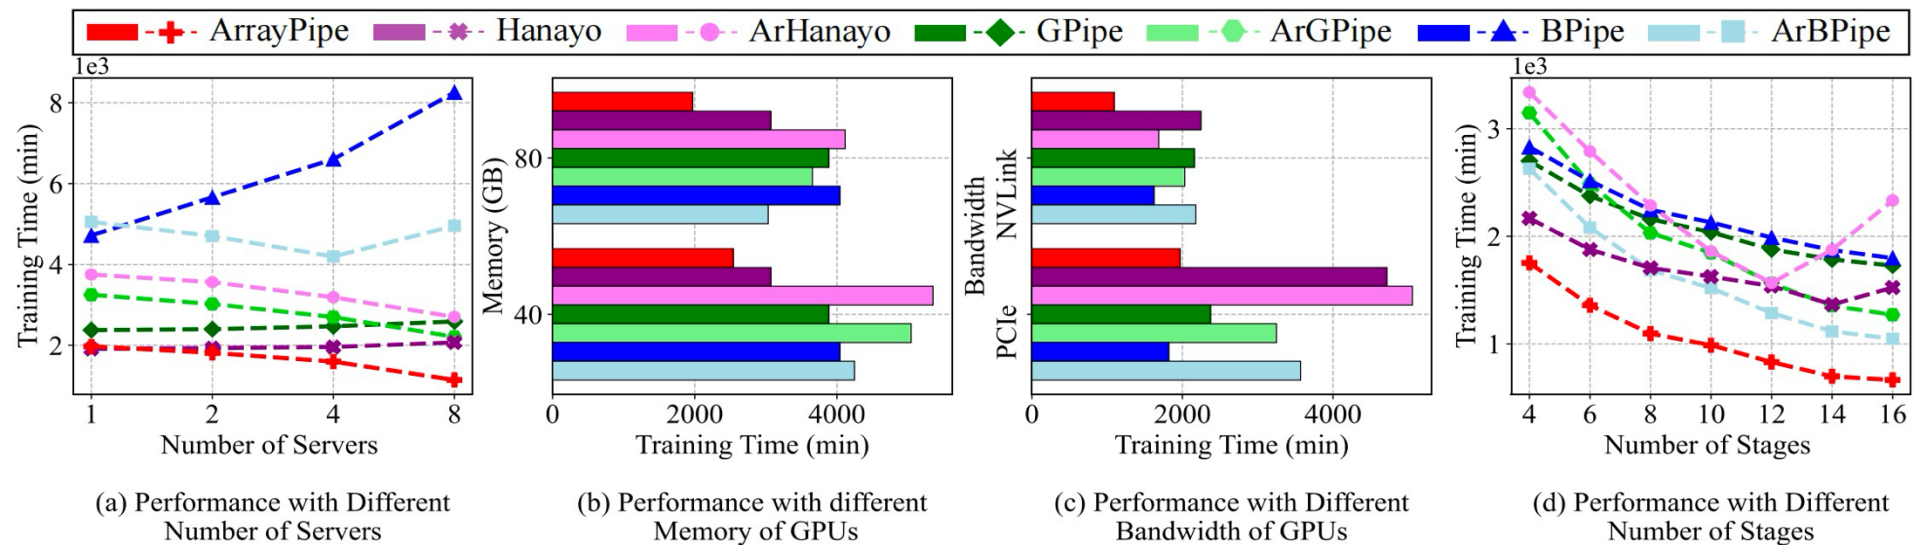 ArrayPipe Hanayo ArHanayo GPipe ArGPipe BPipe ArBPipe
1e3
8
6
4
2
Training Time (min)
1 2 4 8
Number of Servers
(a) Performance with Different
Number of Servers
Memory (GB)
80
40
0 2000 4000
Training Time (min)
(b) Performance with different
Memory of GPUs
Bandwidth
NVLink
PCIe
0 2000 4000
Training Time (min)
(c) Performance with Different
Bandwidth of GPUs
1e3
3
2
1
Training Time (min)
4 6 8 10 12 14 16
Number of Stages
(d) Performance with Different
Number of Stages